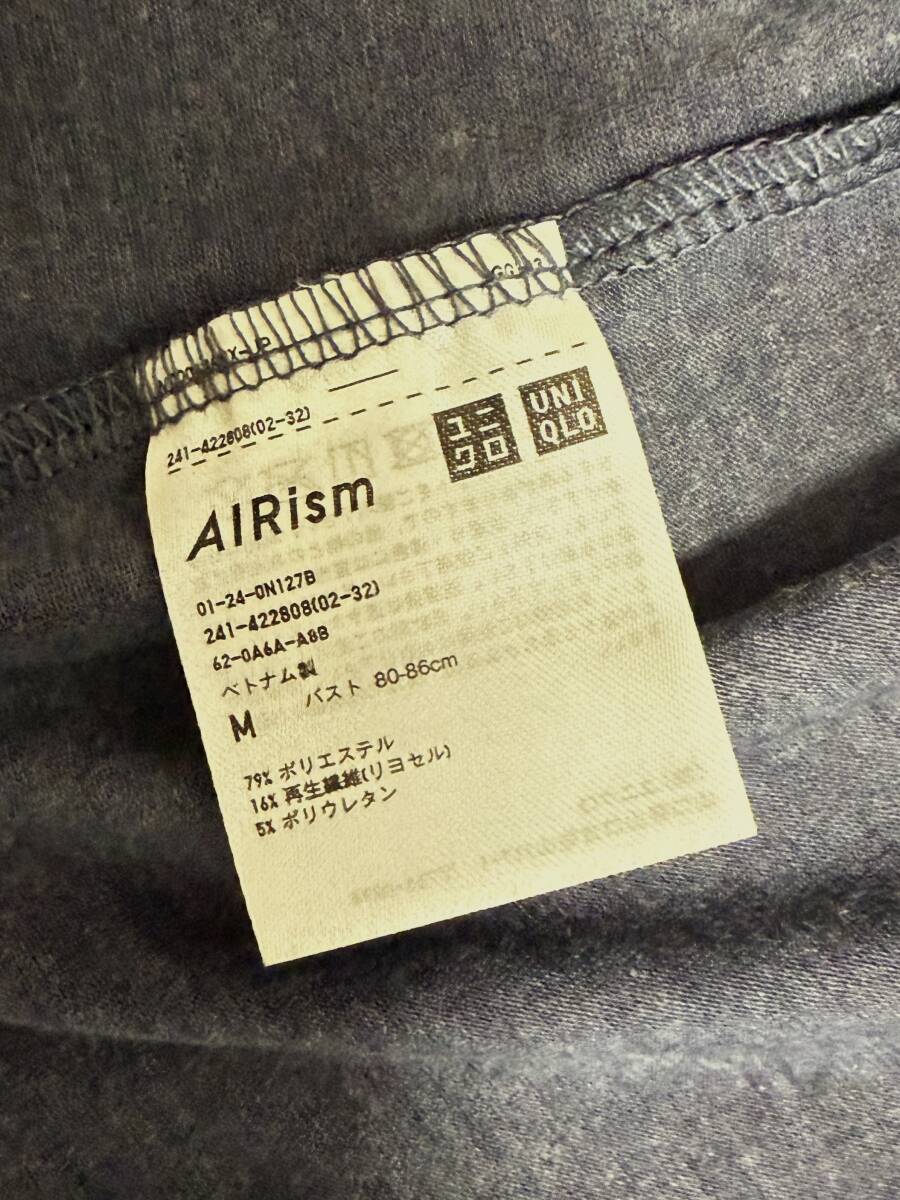 241-422808(02-32)
ユニ
クロ
UNI
QLO
AIRism
01-24-0N127B
241-422808(02-32)
62-0A6A-A8B
ベトナム製
M バスト 80-86cm
79% ポリエステル
16% 再生繊維(リヨセル)
5% ポリウレタン